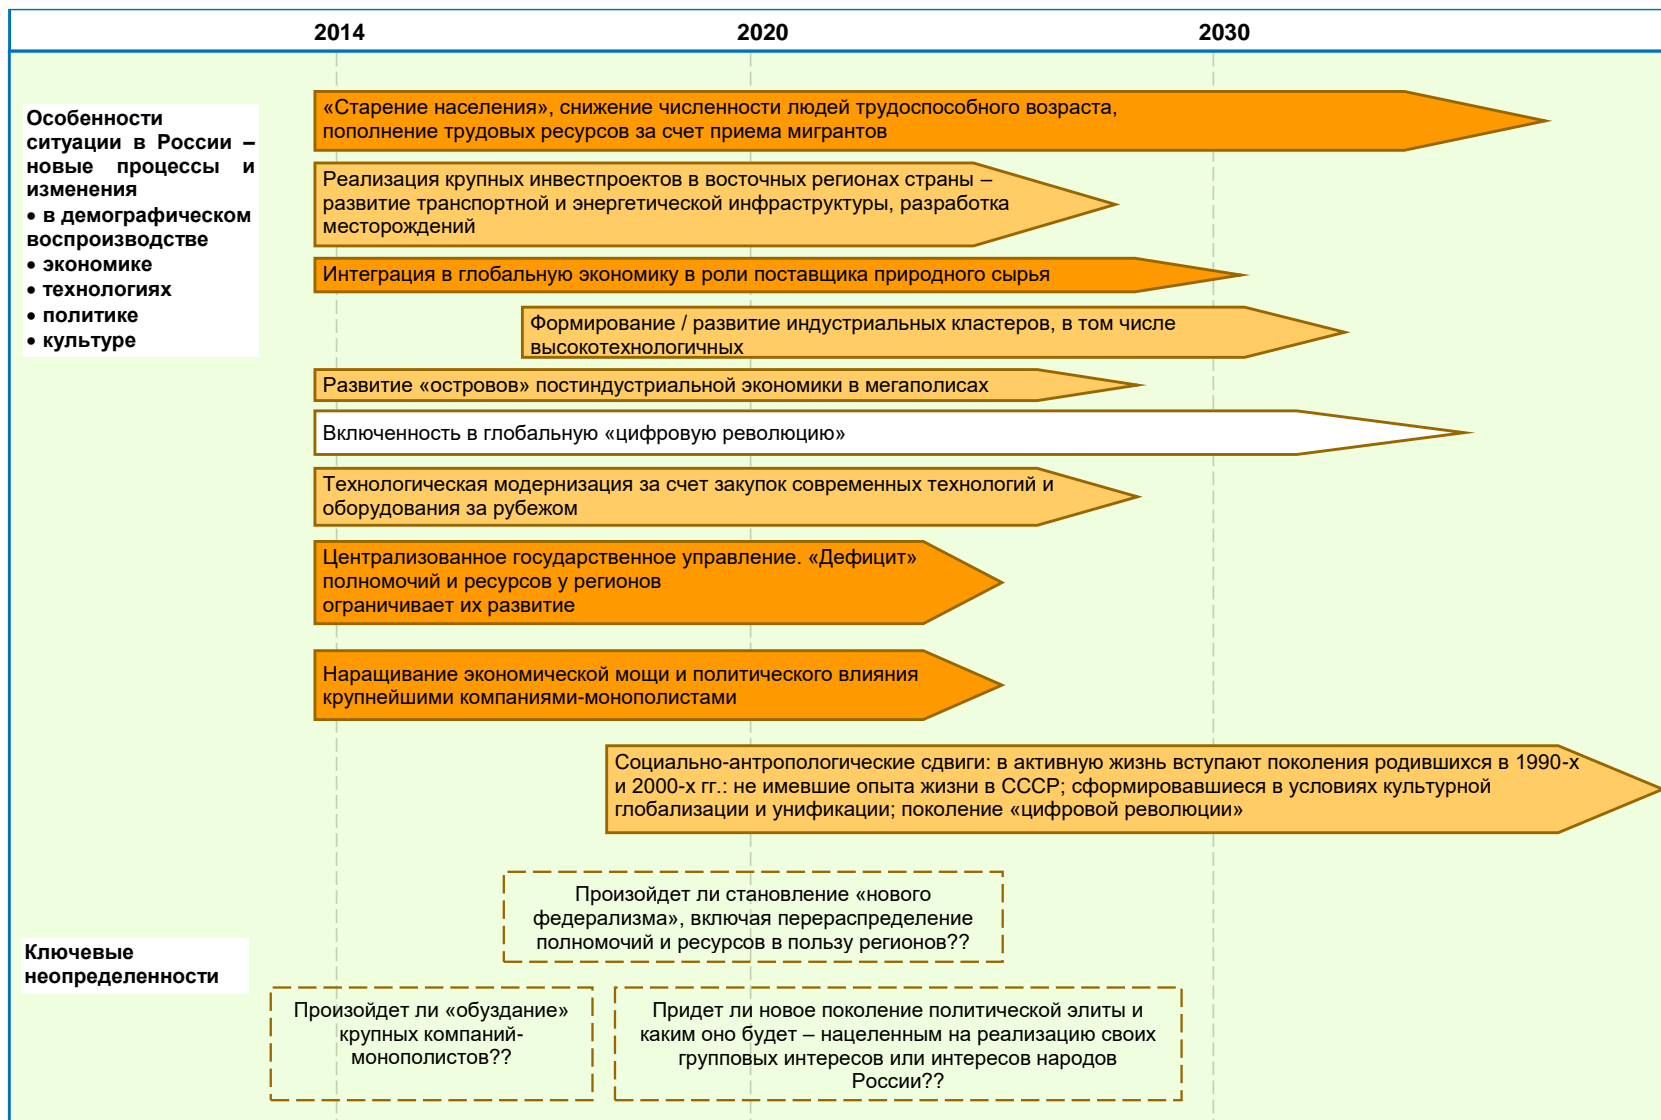 2014 2020 2030
Особенности
ситуации в России –
новые процессы и
изменения
• в демографическом
воспроизводстве
• экономике
• технологиях
• политике
• культуре
«Старение населения», снижение численности людей трудоспособного возраста,
пополнение трудовых ресурсов за счет приема мигрантов
Реализация крупных инвестпроектов в восточных регионах страны –
развитие транспортной и энергетической инфраструктуры, разработка
месторождений
Интеграция в глобальную экономику в роли поставщика природного сырья
Формирование / развитие индустриальных кластеров, в том числе
высокотехнологичных
Развитие «островов» постиндустриальной экономики в мегаполисах
Включенность в глобальную «цифровую революцию»
Технологическая модернизация за счет закупок современных технологий и
оборудования за рубежом
Централизованное государственное управление. «Дефицит»
полномочий и ресурсов у регионов
ограничивает их развитие
Наращивание экономической мощи и политического влияния
крупнейшими компаниями-монополистами
Социально-антропологические сдвиги: в активную жизнь вступают поколения родившихся в 1990-х
и 2000-х гг.: не имевшие опыта жизни в СССР; сформировавшиеся в условиях культурной
глобализации и унификации; поколение «цифровой революции»
Ключевые
неопределенности
Произойдет ли становление «нового
федерализма», включая перераспределение
полномочий и ресурсов в пользу регионов??
Произойдет ли «обуздание»
крупных компаний-
монополистов??
Придет ли новое поколение политической элиты и
каким оно будет – нацеленным на реализацию своих
групповых интересов или интересов народов
России??